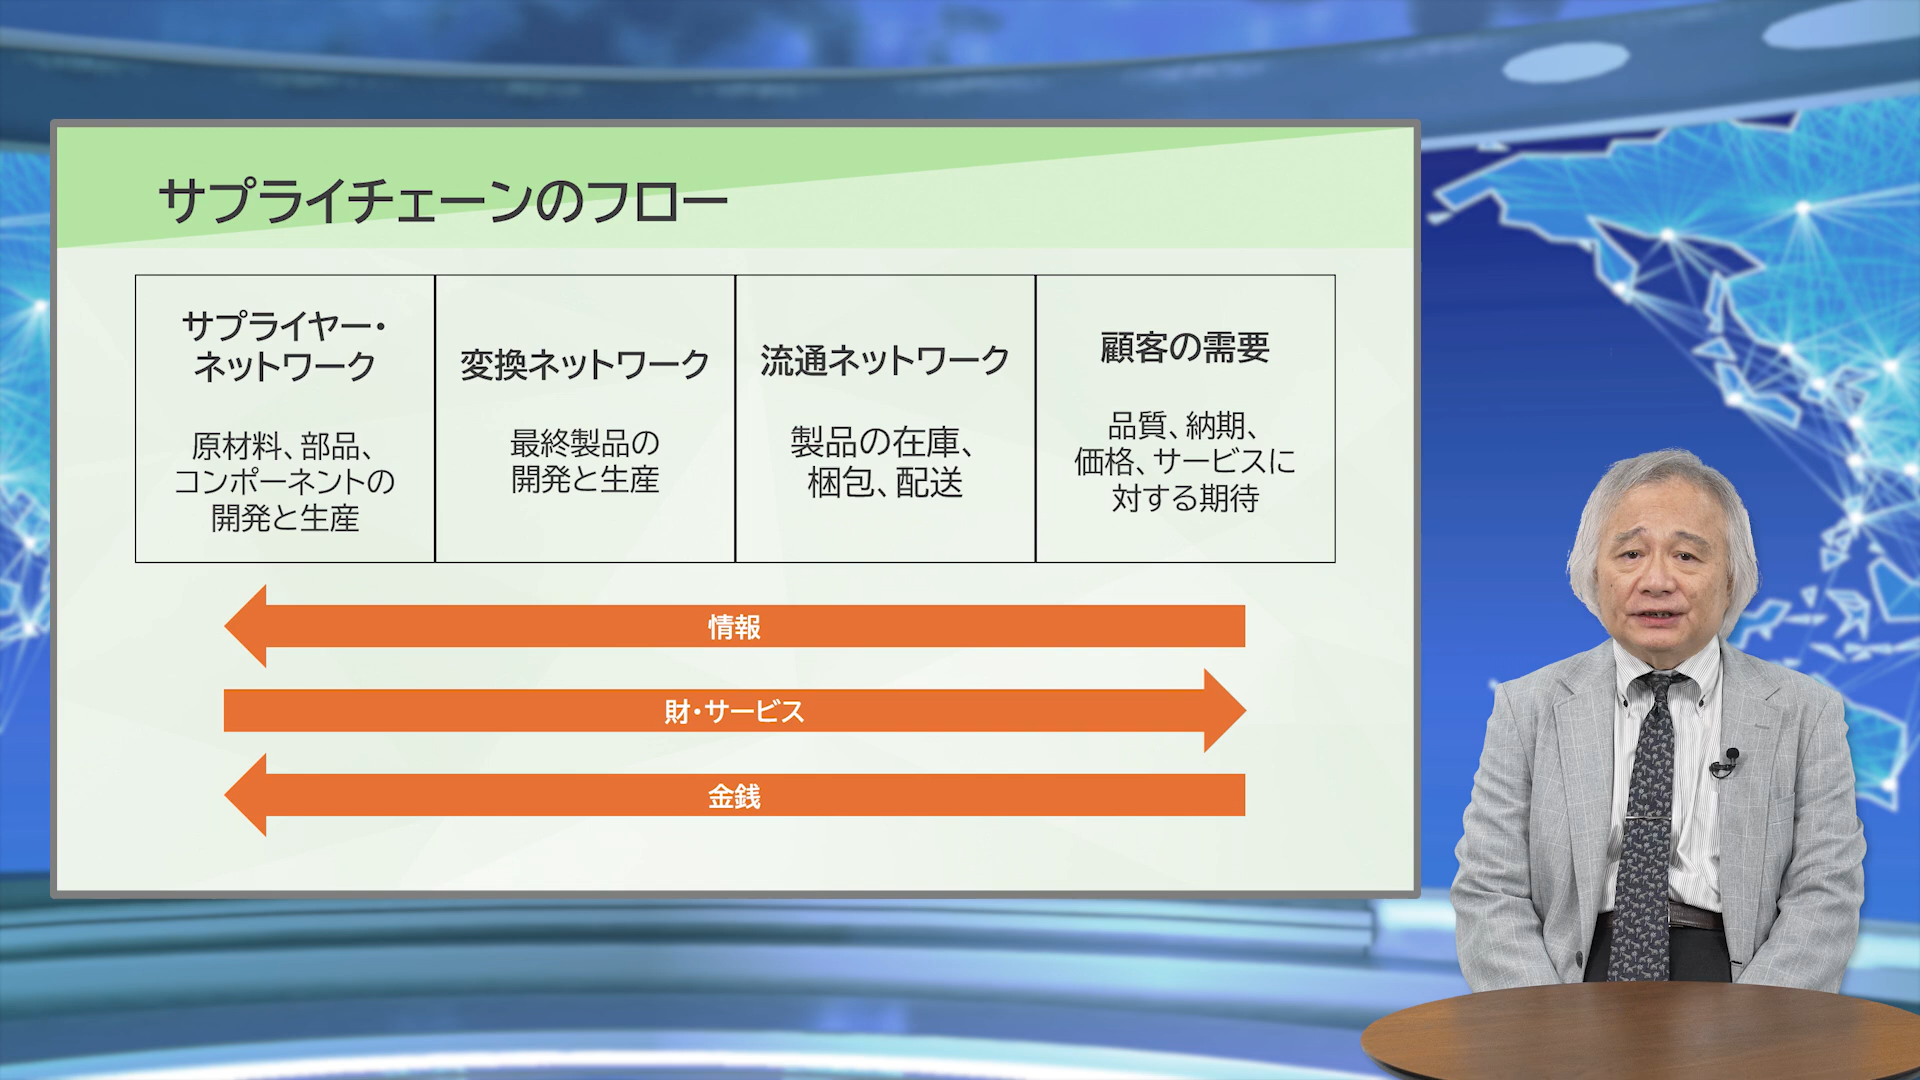 サプライチェーンのフロー
サプライヤー・
ネットワーク
原材料、部品、
コンポーネントの
開発と生産
変換ネットワーク
最終製品の
開発と生産
流通ネットワーク
製品の在庫、
梱包、配送
顧客の需要
品質、納期、
価格、サービスに
対する期待
情報
財・サービス
金銭